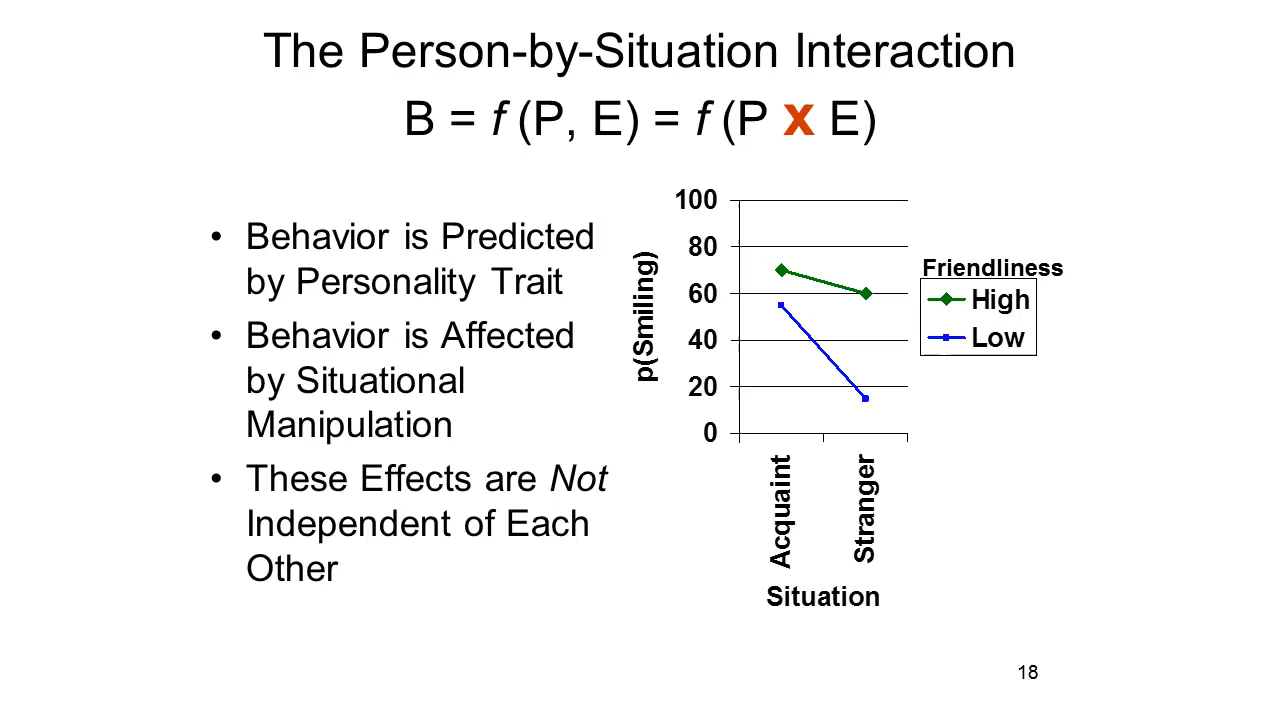 The Person-by-Situation Interaction
B = f (P, E) = f (P x E)
• Behavior is Predicted
by Personality Trait
• Behavior is Affected
by Situational
Manipulation
• These Effects are Not
Independent of Each
Other
100
80
60
40
20
0
p(Smiling)
Acquaint
Stranger
Situation
Friendliness
High
Low
18